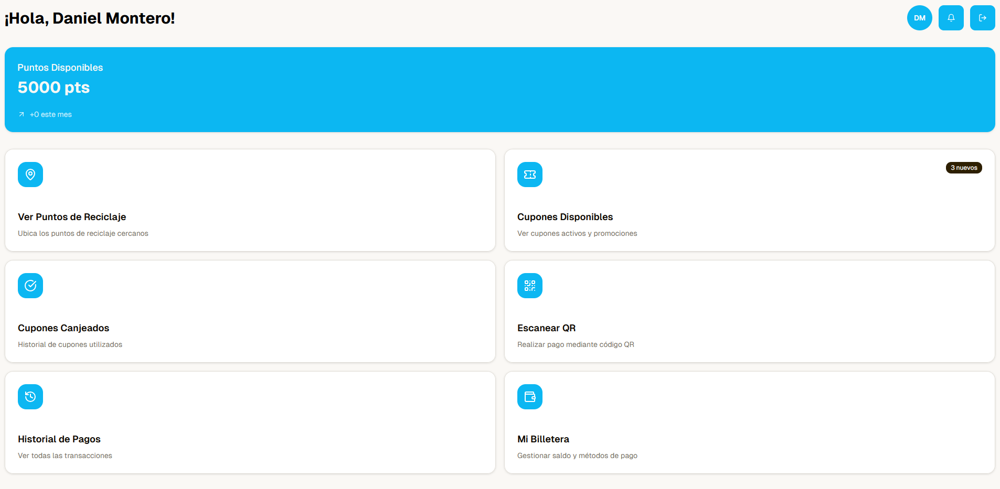 ¡Hola, Daniel Montero!
DM
Puntos Disponibles
5000 pts
+0 este mes
Ver Puntos de Reciclaje
Ubica los puntos de reciclaje cercanos
3 nuevos
Cupones Disponibles
Ver cupones activos y promociones
Cupones Canjeados
Historial de cupones utilizados
Escanear QR
Realizar pago mediante código QR
Historial de Pagos
Ver todas las transacciones
Mi Billetera
Gestionar saldo y métodos de pago